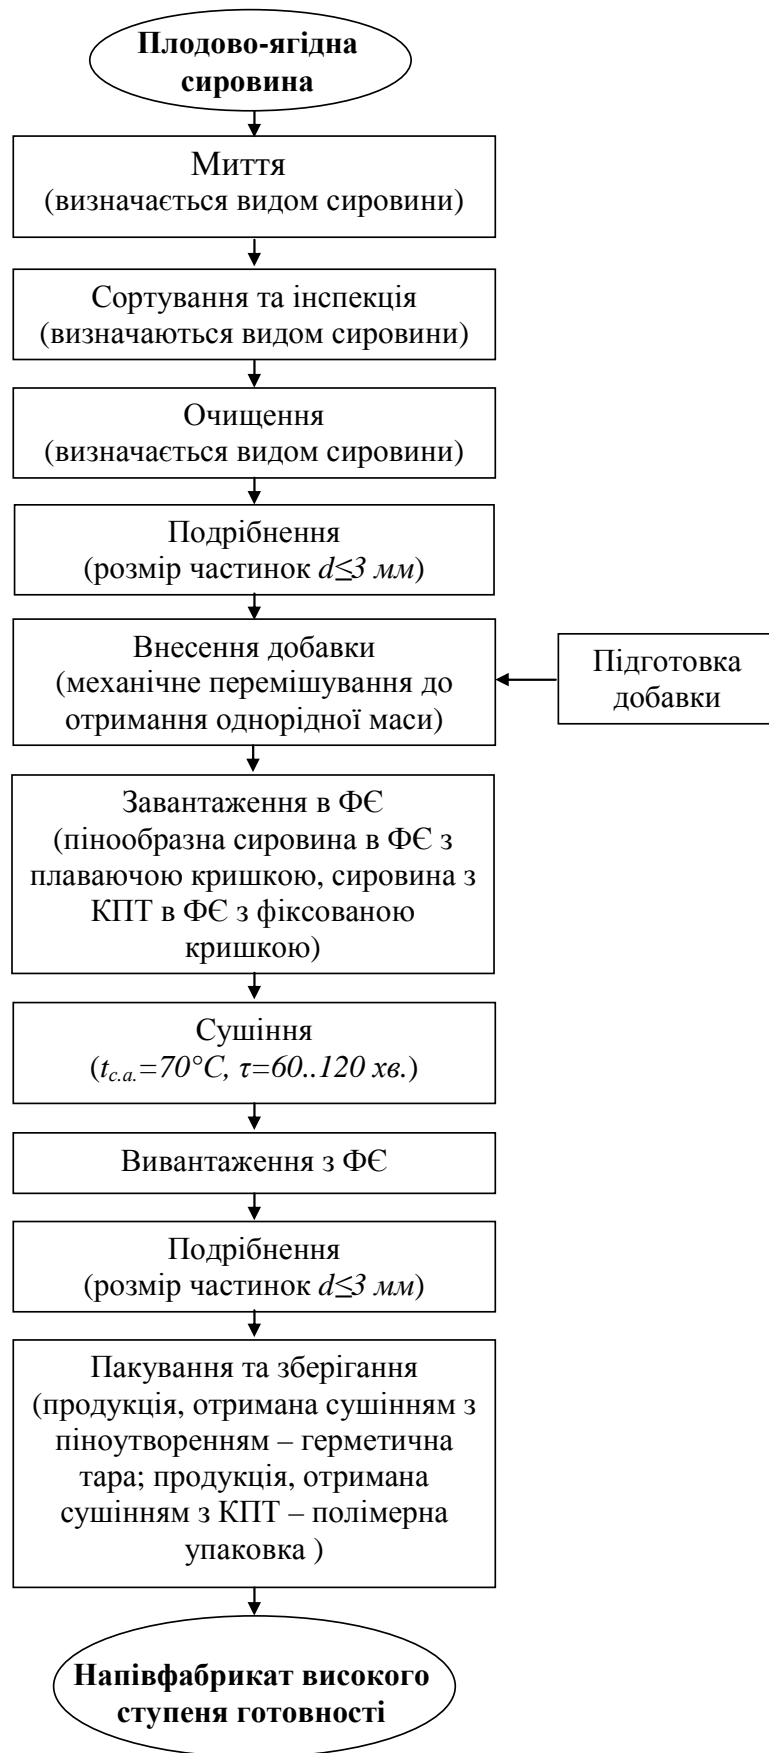 Плодово-ягідна
сировина
Миття
(визначається видом сировини)
Сортування та інспекція
(визначаються видом сировини)
Очищення
(визначається видом сировини)
Подрібнення
(розмір частинок d≤3 мм)
Внесення добавки
(механічне перемішування до
отримання однорідної маси)
Підготовка
добавки
Завантаження в ФЄ
(пінообразна сировина в ФЄ з
плаваючою кришкою, сировина з
КПТ в ФЄ з фіксованою
кришкою)
Сушіння
(tс.а.=70°С, τ=60..120 хв.)
Вивантаження з ФЄ
Подрібнення
(розмір частинок d≤3 мм)
Пакування та зберігання
(продукція, отримана сушінням з
піноутворенням – герметична
тара; продукція, отримана
сушінням з КПТ – полімерна
упаковка )
Напівфабрикат високого
ступеня готовності